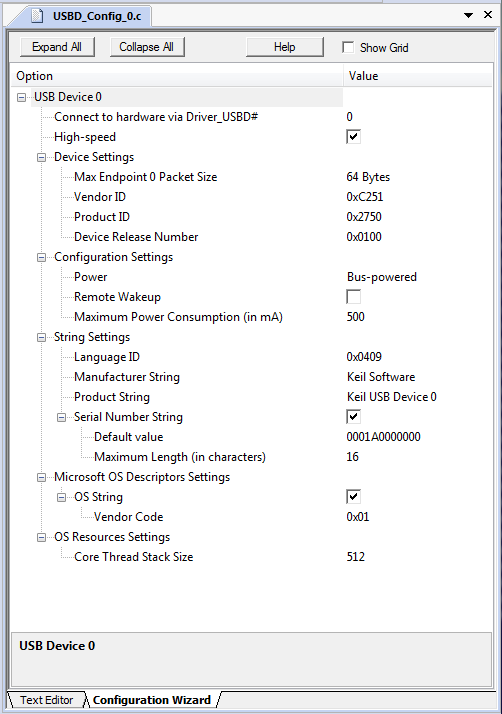 USBD_Config_0.c
Expand All Collapse All Help Show Grid
Option Value
USB Device 0
Connect to hardware via Driver_USBD# 0
High-speed
Device Settings
Max Endpoint 0 Packet Size 64 Bytes
Vendor ID 0xC251
Product ID 0x2750
Device Release Number 0x0100
Configuration Settings
Power Bus-powered
Remote Wakeup
Maximum Power Consumption (in mA) 500
String Settings
Language ID 0x0409
Manufacturer String Keil Software
Product String Keil USB Device 0
Serial Number String
Default value 0001A0000000
Maximum Length (in characters) 16
Microsoft OS Descriptors Settings
OS String
Vendor Code 0x01
OS Resources Settings
Core Thread Stack Size 512
USB Device 0
Text Editor Configuration Wizard